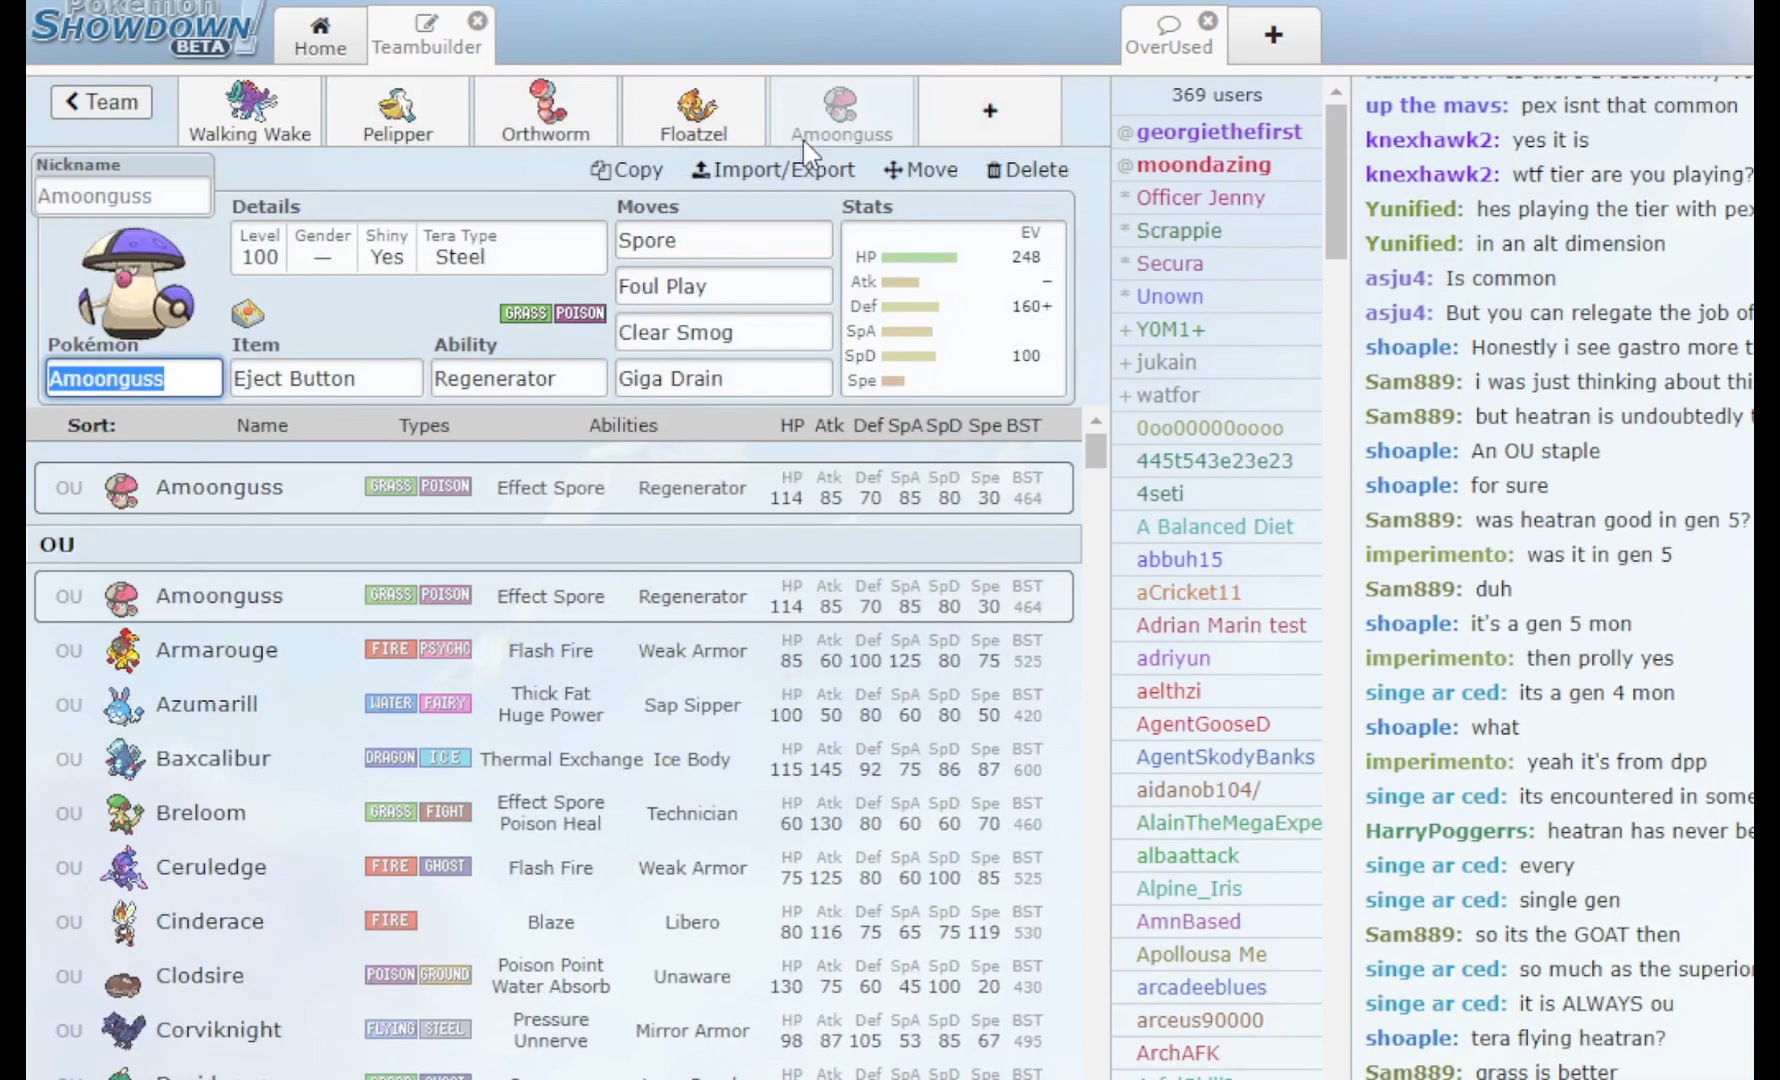 Pokémon
SHOWDOWN
BETA
Home
Teambuilder
OverUsed
+
Team
Walking Wake
Pelipper
Orthworm
Floatzel
Amoonguss
+
Copy
Import/Export
Move
Delete
Nickname
Amoonguss
Details
Level Gender Shiny Tera Type
100 — Yes Steel
GRASS POISON
Pokémon
Amoonguss
Item
Eject Button
Ability
Regenerator
Moves
Spore
Foul Play
Clear Smog
Giga Drain
Stats
EV
HP 248
Atk –
Def 160+
SpA
SpD 100
Spe
Sort: Name Types Abilities HP Atk Def SpA SpD Spe BST
OU Amoonguss GRASS POISON Effect Spore Regenerator
HP Atk Def SpA SpD Spe BST
114 85 70 85 80 30 464
OU
OU Amoonguss GRASS POISON Effect Spore Regenerator
HP Atk Def SpA SpD Spe BST
114 85 70 85 80 30 464
OU Armarouge FIRE PSYCHC Flash Fire Weak Armor
HP Atk Def SpA SpD Spe BST
85 60 100 125 80 75 525
OU Azumarill WATER FAIRY Thick Fat Huge Power Sap Sipper
HP Atk Def SpA SpD Spe BST
100 50 80 60 80 50 420
OU Baxcalibur DRAGON ICE Thermal Exchange Ice Body
HP Atk Def SpA SpD Spe BST
115 145 92 75 86 87 600
OU Breloom GRASS FIGHT Effect Spore Poison Heal Technician
HP Atk Def SpA SpD Spe BST
60 130 80 60 60 70 460
OU Ceruledge FIRE GHOST Flash Fire Weak Armor
HP Atk Def SpA SpD Spe BST
75 125 80 60 100 85 525
OU Cinderace FIRE Blaze Libero
HP Atk Def SpA SpD Spe BST
80 116 75 65 75 119 530
OU Clodsire POISON GROUND Poison Point Water Absorb Unaware
HP Atk Def SpA SpD Spe BST
130 75 60 45 100 20 430
OU Corviknight FLYING STEEL Pressure Unnerve Mirror Armor
HP Atk Def SpA SpD Spe BST
98 87 105 53 85 67 495
369 users
@georgiethefirst
@moondazing
* Officer Jenny
* Scrappie
* Secura
* Unown
+ Y0M1+
+ jukain
+ watfor
0oo00000oooo
445t543e23e23
4seti
A Balanced Diet
abbuh15
aCricket11
Adrian Marin test
adriyun
aelthzi
AgentGooseD
AgentSkodyBanks
aidanob104/
AlainTheMegaExpe
albaattack
Alpine_Iris
AmnBased
Apollousa Me
arcadeeblues
arceus90000
ArchAFK
up the mavs: pex isnt that common
knexhawk2: yes it is
knexhawk2: wtf tier are you playing?
Yunified: hes playing the tier with pex
Yunified: in an alt dimension
asju4: Is common
asju4: But you can relegate the job of
shoaple: Honestly i see gastro more t
Sam889: i was just thinking about thi
Sam889: but heatran is undoubtedly
shoaple: An OU staple
shoaple: for sure
Sam889: was heatran good in gen 5?
imperimento: was it in gen 5
Sam889: duh
shoaple: it's a gen 5 mon
imperimento: then prolly yes
singe ar ced: its a gen 4 mon
shoaple: what
imperimento: yeah it's from dpp
singe ar ced: its encountered in some
HarryPoggerrs: heatran has never be
singe ar ced: every
singe ar ced: single gen
Sam889: so its the GOAT then
singe ar ced: so much as the superior
singe ar ced: it is ALWAYS ou
shoaple: tera flying heatran?
Sam889: grass is better